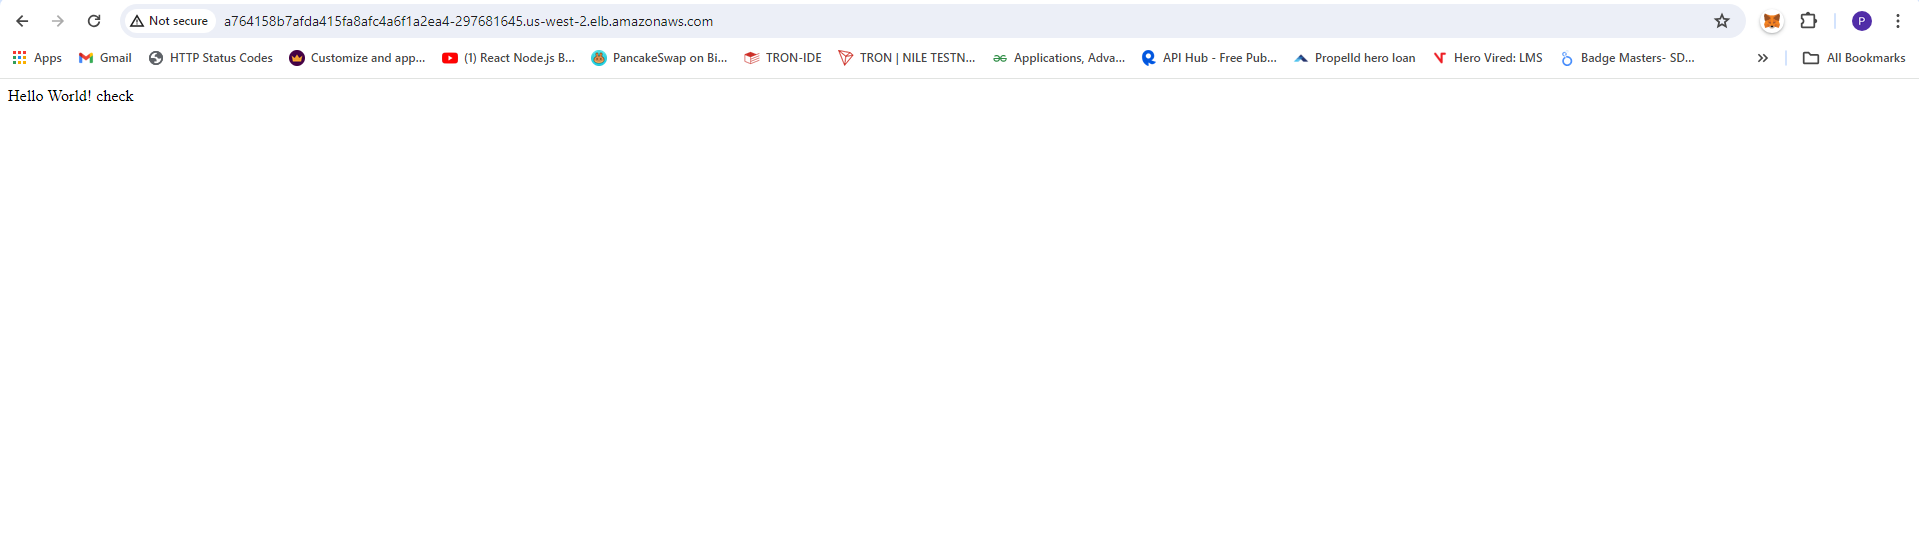 Not secure a764158b7afda415fa8afc4a6f1a2ea4-297681645.us-west-2.elb.amazonaws.com P
Apps Gmail HTTP Status Codes Customize and app... (1) React Node.js B... PancakeSwap on Bi... TRON-IDE TRON | NILE TESTN... Applications, Adva... API Hub - Free Pub... Propelld hero loan Hero Vired: LMS Badge Masters- SD... » All Bookmarks
Hello World! check